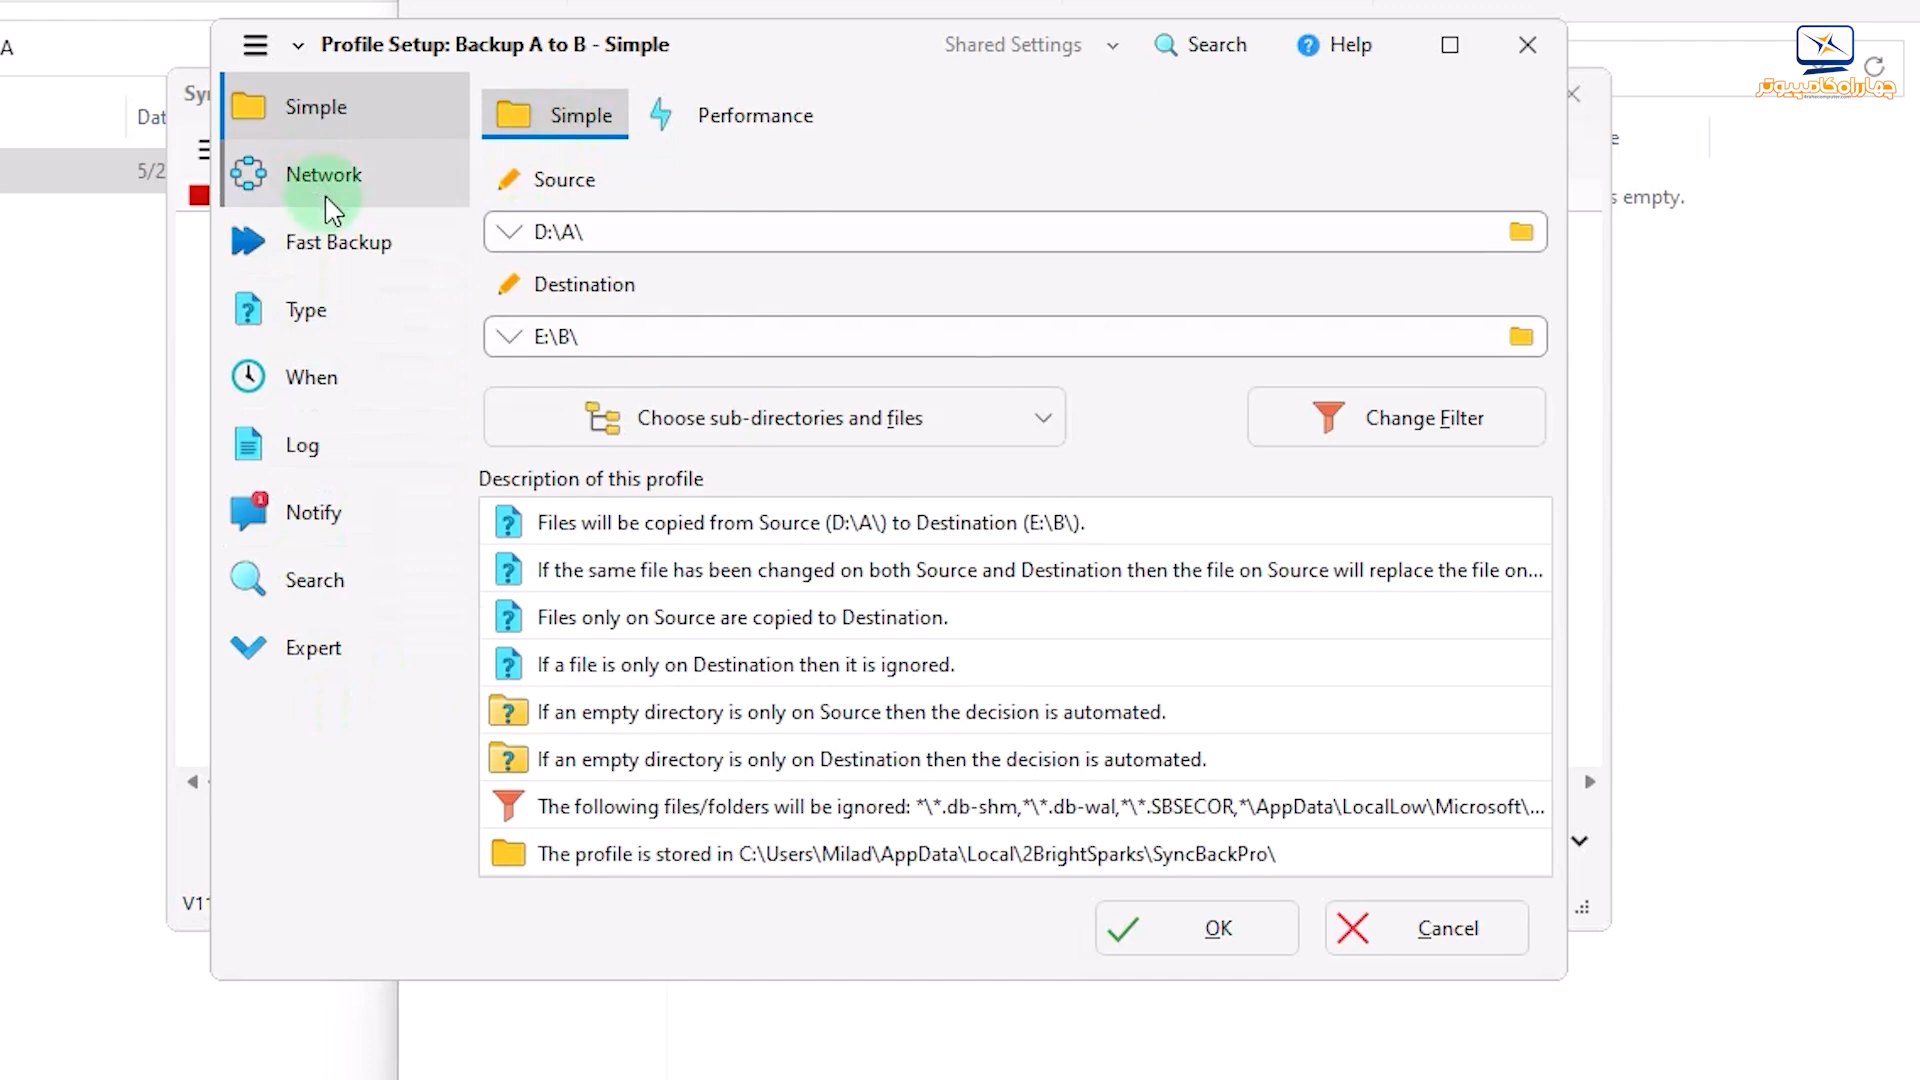 Profile Setup: Backup A to B - Simple
Shared Settings
Search
Help
چهارراه کامپیوتر
A
Simple
Network
Fast Backup
Type
When
Log
Notify
Search
Expert
Simple
Performance
Source
D:\A\
Destination
E:\B\
Choose sub-directories and files
Change Filter
Description of this profile
Files will be copied from Source (D:\A\) to Destination (E:\B\).
If the same file has been changed on both Source and Destination then the file on Source will replace the file on...
Files only on Source are copied to Destination.
If a file is only on Destination then it is ignored.
If an empty directory is only on Source then the decision is automated.
If an empty directory is only on Destination then the decision is automated.
The following files/folders will be ignored: *\*.db-shm,*\*.db-wal,*\*.SBSECOR,*\AppData\LocalLow\Microsoft\...
The profile is stored in C:\Users\Milad\AppData\Local\2BrightSparks\SyncBackPro\
OK
Cancel
Dat
5/2
Sy
V11
s empty.